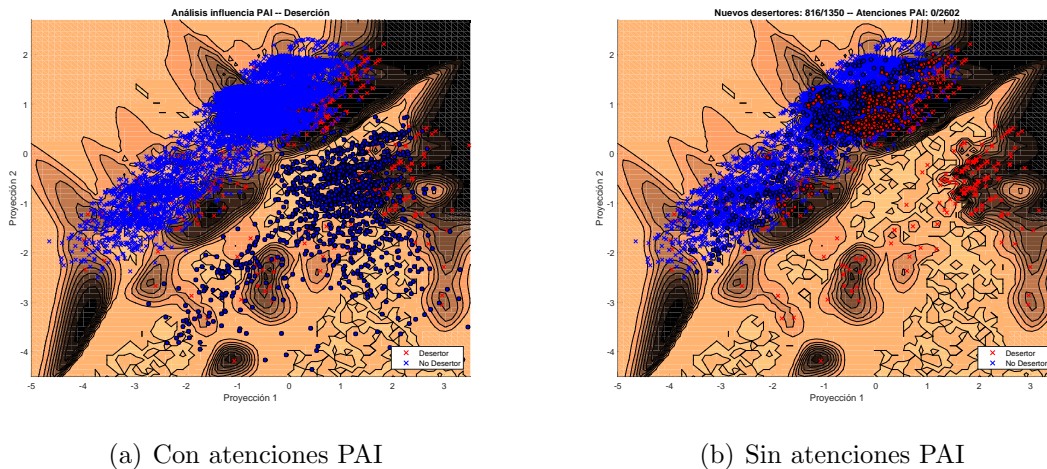 Análisis influencia PAI -- Deserción
2
1
0
-1
-2
-3
-4
Proyección 2
-5
-4
-3
-2
-1
0
1
2
3
Proyección 1
Desertor
No Desertor
(a) Con atenciones PAI
Nuevos desertores: 816/1350 -- Atenciones PAI: 0/2602
2
1
0
-1
-2
-3
-4
Proyección 2
-5
-4
-3
-2
-1
0
1
2
3
Proyección 1
Desertor
No Desertor
(b) Sin atenciones PAI